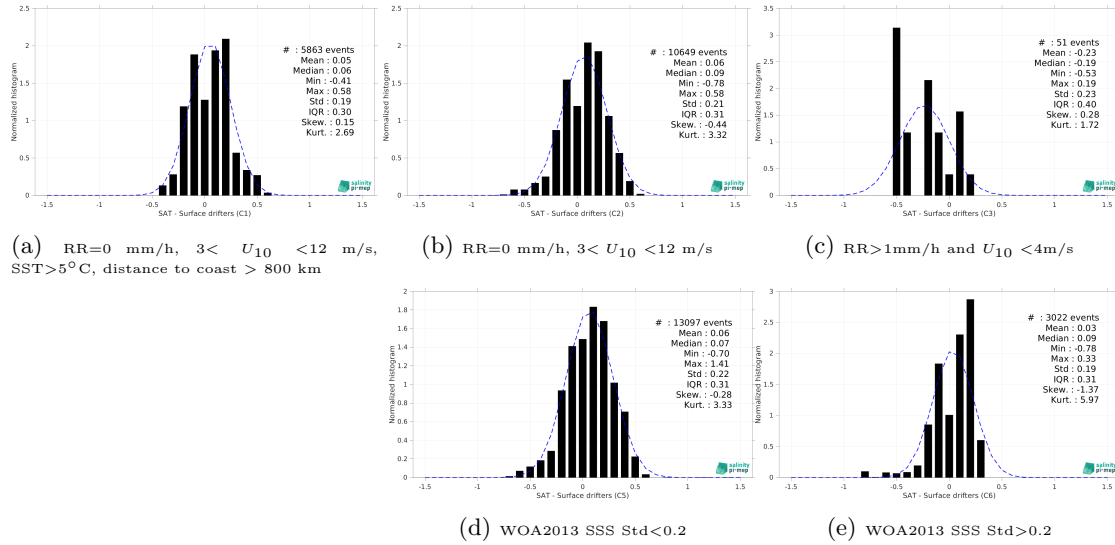 2.5
2
1.5
1
0.5
0
Normalized histogram
# : 5863 events
Mean : 0.05
Median : 0.06
Min : -0.41
Max : 0.58
Std : 0.19
IQR : 0.30
Skew. : 0.15
Kurt. : 2.69
salinity
pi-mep
-1.5 -1 -0.5 0 0.5 1 1.5
SAT - Surface drifters (C1)
(a) RR=0 mm/h, 3< U10 <12 m/s,
SST>5°C, distance to coast > 800 km
2.5
2
1.5
1
0.5
0
Normalized histogram
# : 10649 events
Mean : 0.06
Median : 0.09
Min : -0.78
Max : 0.58
Std : 0.21
IQR : 0.31
Skew. : -0.44
Kurt. : 3.32
salinity
pi-mep
-1.5 -1 -0.5 0 0.5 1 1.5
SAT - Surface drifters (C2)
(b) RR=0 mm/h, 3< U10 <12 m/s
3.5
3
2.5
2
1.5
1
0.5
0
Normalized histogram
# : 51 events
Mean : -0.23
Median : -0.19
Min : -0.53
Max : 0.19
Std : 0.23
IQR : 0.40
Skew. : 0.28
Kurt. : 1.72
salinity
pi-mep
-1.5 -1 -0.5 0 0.5 1 1.5
SAT - Surface drifters (C3)
(c) RR>1mm/h and U10 <4m/s
2
1.8
1.6
1.4
1.2
1
0.8
0.6
0.4
0.2
0
Normalized histogram
# : 13097 events
Mean : 0.06
Median : 0.07
Min : -0.70
Max : 1.41
Std : 0.22
IQR : 0.31
Skew. : -0.28
Kurt. : 3.33
salinity
pi-mep
-1.5 -1 -0.5 0 0.5 1 1.5
SAT - Surface drifters (C5)
(d) WOA2013 SSS Std<0.2
3
2.5
2
1.5
1
0.5
0
Normalized histogram
# : 3022 events
Mean : 0.03
Median : 0.09
Min : -0.78
Max : 0.33
Std : 0.19
IQR : 0.31
Skew. : -1.37
Kurt. : 5.97
salinity
pi-mep
-1.5 -1 -0.5 0 0.5 1 1.5
SAT - Surface drifters (C6)
(e) WOA2013 SSS Std>0.2